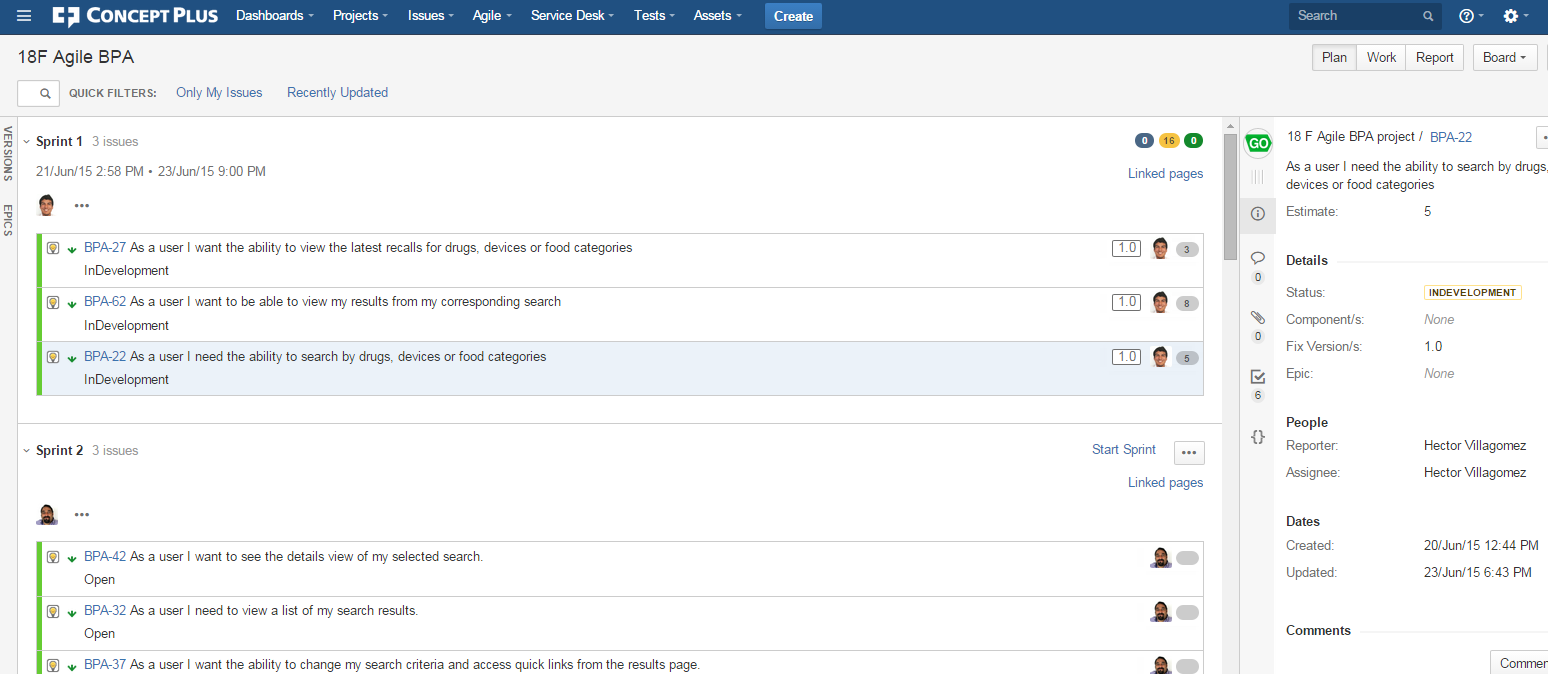 CONCEPT PLUS Dashboards Projects Issues Agile Service Desk Tests Assets Create Search
18F Agile BPA
Plan Work Report Board
QUICK FILTERS: Only My Issues Recently Updated
VERSIONS
EPICS
Sprint 1 3 issues
0 16 0
21/Jun/15 2:58 PM • 23/Jun/15 9:00 PM
Linked pages
BPA-27 As a user I want the ability to view the latest recalls for drugs, devices or food categories 1.0 3
InDevelopment
BPA-62 As a user I want to be able to view my results from my corresponding search 1.0 8
InDevelopment
BPA-22 As a user I need the ability to search by drugs, devices or food categories 1.0 5
InDevelopment
Sprint 2 3 issues
Start Sprint
Linked pages
BPA-42 As a user I want to see the details view of my selected search.
Open
BPA-32 As a user I need to view a list of my search results.
Open
BPA-37 As a user I want the ability to change my search criteria and access quick links from the results page.
GO
0
0
6
18 F Agile BPA project / BPA-22
As a user I need the ability to search by drugs,
devices or food categories
Estimate: 5
Details
Status: INDEVELOPMENT
Component/s: None
Fix Version/s: 1.0
Epic: None
People
Reporter: Hector Villagomez
Assignee: Hector Villagomez
Dates
Created: 20/Jun/15 12:44 PM
Updated: 23/Jun/15 6:43 PM
Comments
Commen